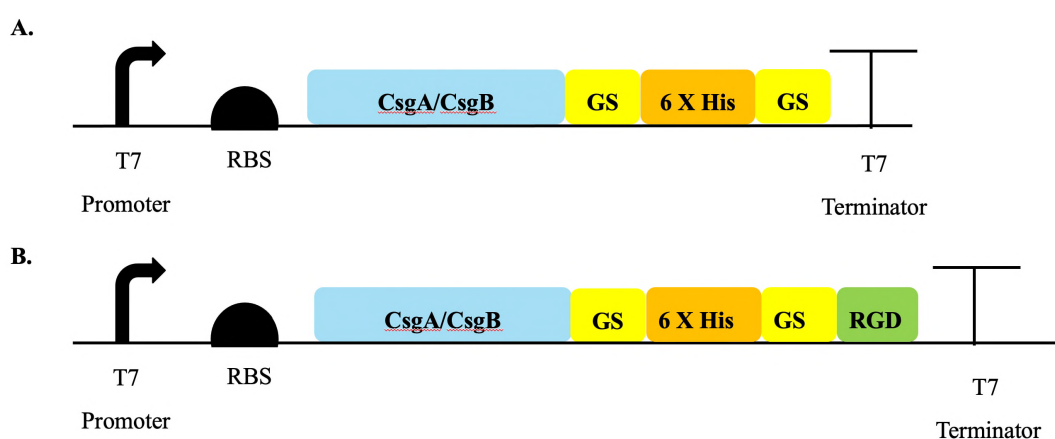 A.
CsgA/CsgB GS 6 X His GS
T7 RBS T7
Promoter Terminator
B.
CsgA/CsgB GS 6 X His GS RGD
T7 RBS T7
Promoter Terminator